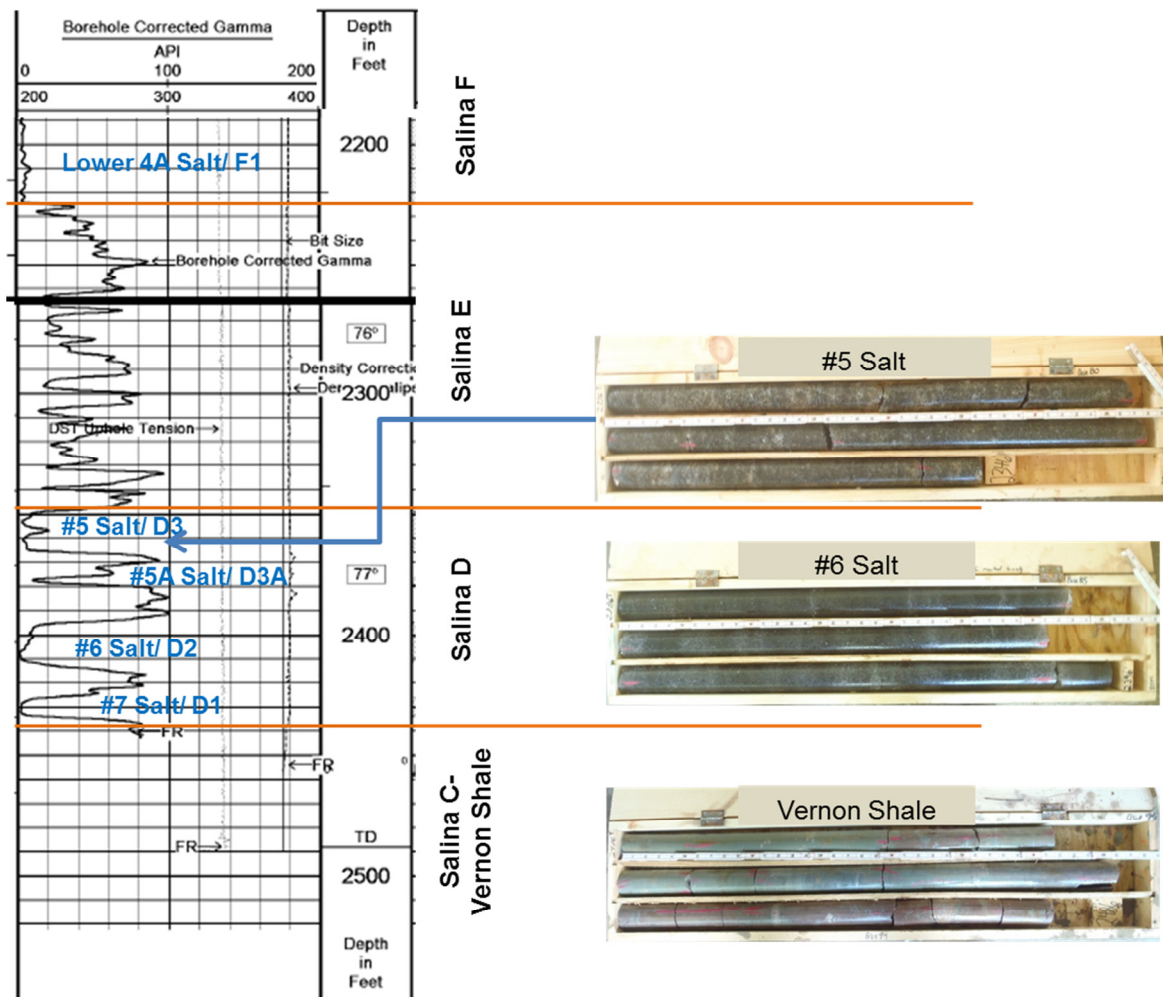 Borehole Corrected Gamma
API
0 100 200
200 300 400
Depth
in
Feet
2200
Lower 4A Salt/ F1
Salina F
Bit Size
Borehole Corrected Gamma
Salina E
76°
Density Correctio
2300
DST Uphole Tension
#5 Salt
#5 Salt/ D3
#5A Salt/ D3A
77°
Salina D
#6 Salt
2400
#6 Salt/ D2
#7 Salt/ D1
FR
FR
Salina C-
Vernon Shale
Vernon Shale
TD
FR
2500
Depth
in
Feet